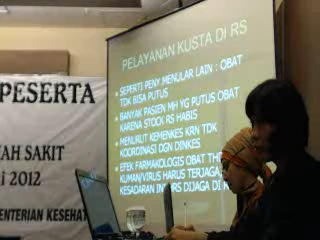 PELAYANAN KUSTA DI RS
SEPERTI PENY MENULAR LAIN : OBAT
TDK BISA PUTUS
BANYAK PASIEN MH YG PUTUS OBAT
KARENA STOCK RS HABIS
MENURUT KEMENKES KRN TDK
KOORDINASI DGN DINKES
EFEK FARMAKOLOGIS OBAT
KUMAN/VIRUS HARUS TERJAGA,
KESADARAN INI RS DIJAGA DI
PESERTA
AH SAKIT
i 2012
ENTERIAN KESEHAT